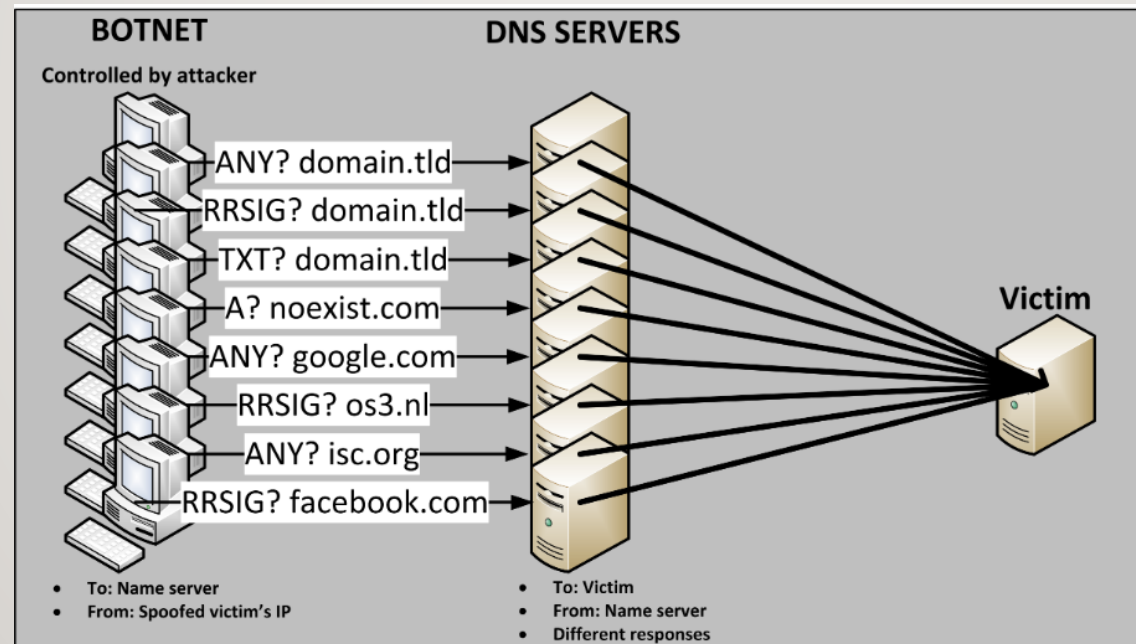 BOTNET
Controlled by attacker
DNS SERVERS
ANY? domain.tld
RRSIG? domain.tld
TXT? domain.tld
A? noexist.com
ANY? google.com
RRSIG? os3.nl
ANY? isc.org
RRSIG? facebook.com
Victim
• To: Name server
• From: Spoofed victim's IP
• To: Victim
• From: Name server
• Different responses